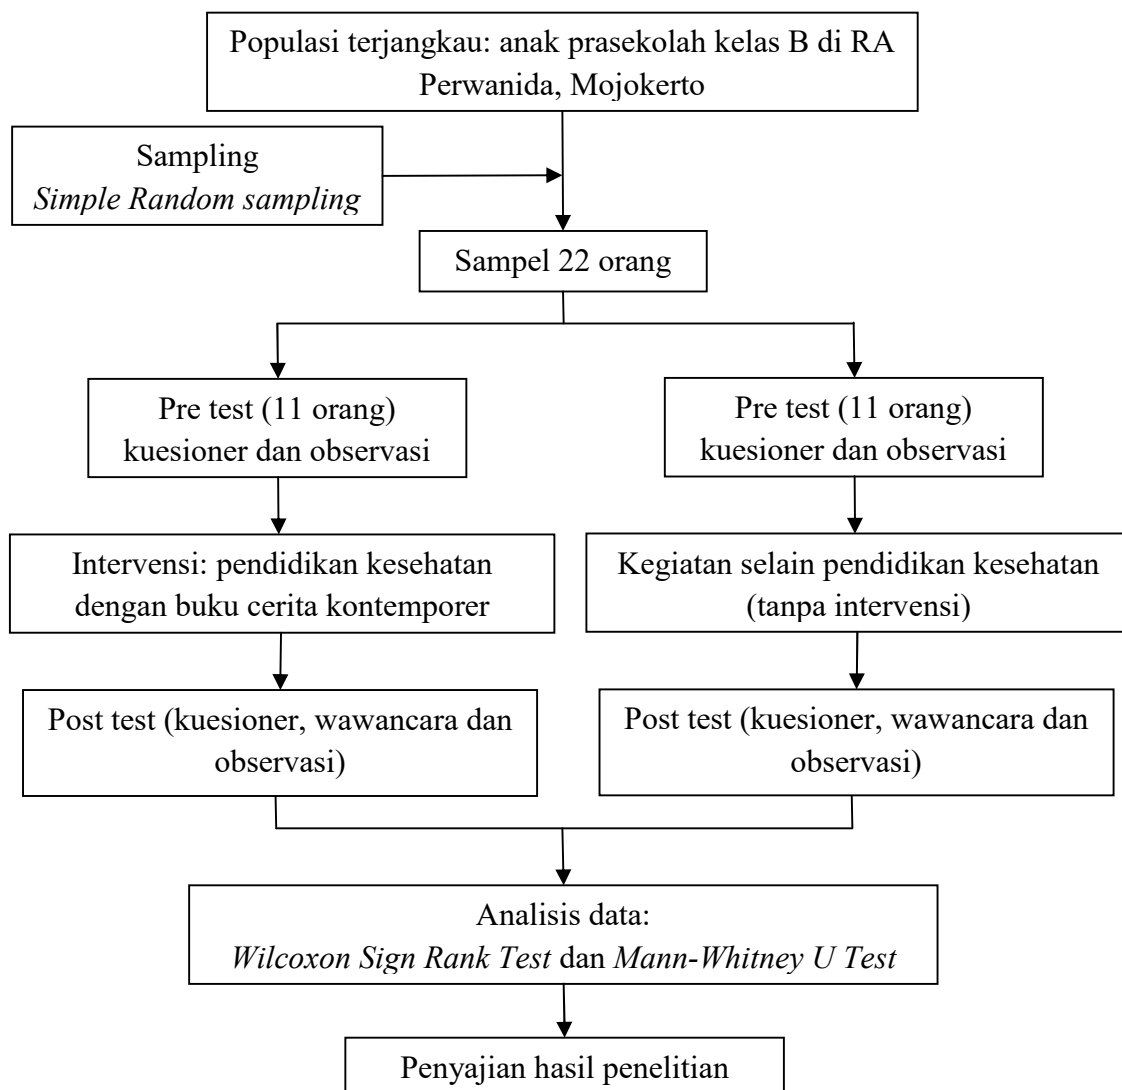 Populasi terjangkau: anak prasekolah kelas B di RA
Perwanida, Mojokerto
Sampling
Simple Random sampling
Sampel 22 orang
Pre test (11 orang)
kuesioner dan observasi
Pre test (11 orang)
kuesioner dan observasi
Intervensi: pendidikan kesehatan
dengan buku cerita kontemporer
Kegiatan selain pendidikan kesehatan
(tanpa intervensi)
Post test (kuesioner, wawancara dan
observasi)
Post test (kuesioner, wawancara dan
observasi)
Analisis data:
Wilcoxon Sign Rank Test dan Mann-Whitney U Test
Penyajian hasil penelitian